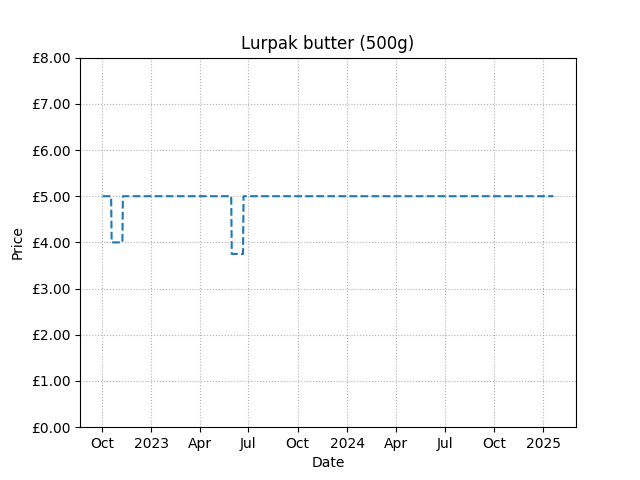 Lurpak butter (500g)
£8.00
£7.00
£6.00
£5.00
£4.00
£3.00
£2.00
£1.00
£0.00
Price
Oct 2023 Apr Jul Oct 2024 Apr Jul Oct 2025
Date